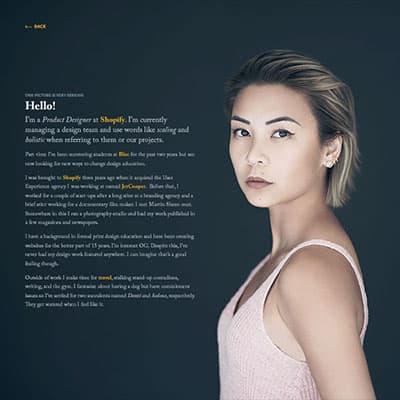 ← BACK
THIS PICTURE IS VERY SERIOUS
Hello!
I'm a Product Designer at Shopify. I'm currently
managing a design team and use words like scaling and
holistic when referring to them or our projects.
Part-time I've been mentoring students at Bloc for the past two years but am
now looking for new ways to change design education.
I was brought to Shopify three years ago when it acquired the User
Experience agency I was working at named JetCooper. Before that, I
worked for a couple of start-ups after a long stint at a branding agency and a
brief stint working for a documentary film maker. I met Martin Sheen once.
Somewhere in this I ran a photography studio and had my work published in
a few magazines and newspapers.
I have a background in formal print design education and have been creating
websites for the better part of 15 years. I'm internet OG. Despite this, I've
never had my design work featured anywhere. I can imagine that's a good
feeling though.
Outside of work I make time for travel, stalking stand-up comedians,
writing, and the gym. I fantasize about having a dog but have commitment
issues so I've settled for two succulents named and respectively.
They get watered when I feel like it.